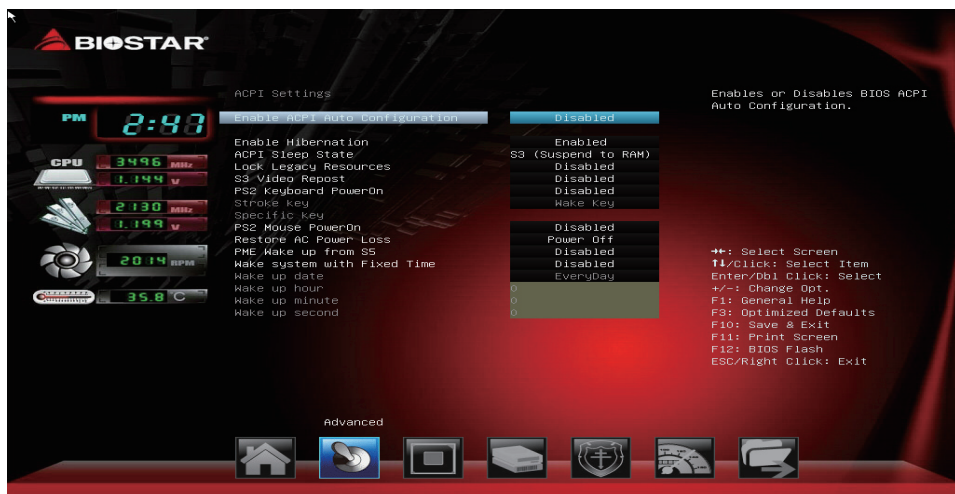 BIOSTAR
ACPI Settings
Enable ACPI Auto Configuration Disabled
Enable Hibernation Enabled
ACPI Sleep State S3 (Suspend to RAM)
Lock Legacy Resources Disabled
S3 Video Repost Disabled
PS2 Keyboard PowerOn Disabled
Stroke key Wake Key
Specific key
PS2 Mouse PowerOn Disabled
Restore AC Power Loss Power Off
PME Wake up from S5 Disabled
Wake system with Fixed Time Disabled
Wake up date EveryDay
Wake up hour 0
Wake up minute 0
Wake up second 0
PM 2:47
CPU 3496 MHz
1.144 V
2130 MHz
1.199 V
2014 RPM
35.8 C
Enables or Disables BIOS ACPI
Auto Configuration.
→←: Select Screen
↑↓/Click: Select Item
Enter/Dbl Click: Select
+/-: Change Opt.
F1: General Help
F3: Optimized Defaults
F10: Save & Exit
F11: Print Screen
F12: BIOS Flash
ESC/Right Click: Exit
Advanced